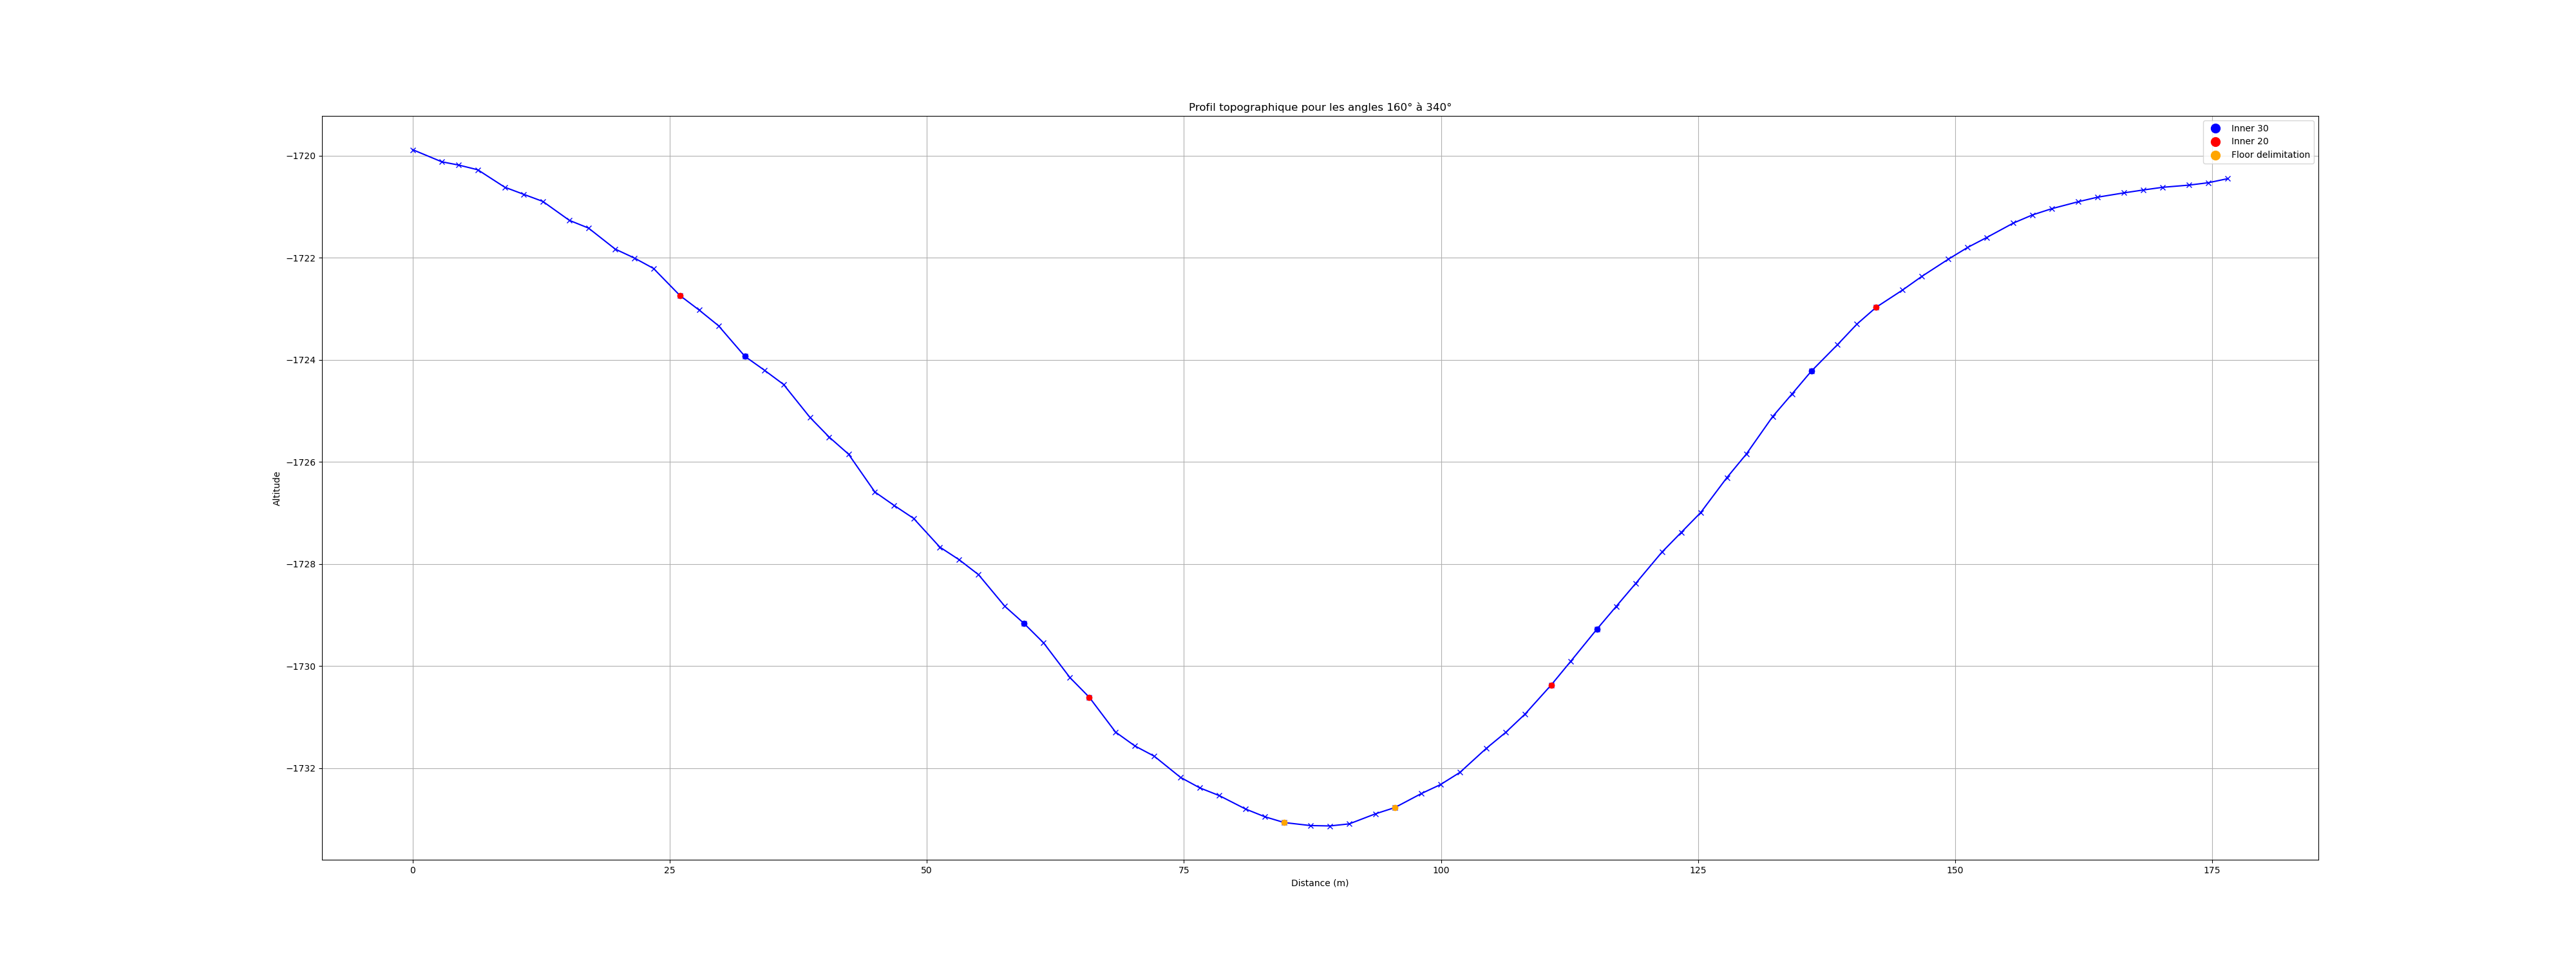 Profil topographique pour les angles 160° à 340°
Inner 30
Inner 20
Floor delimitation
−1720
−1722
−1724
−1726
−1728
−1730
−1732
Altitude
0 25 50 75 100 125 150 175
Distance (m)